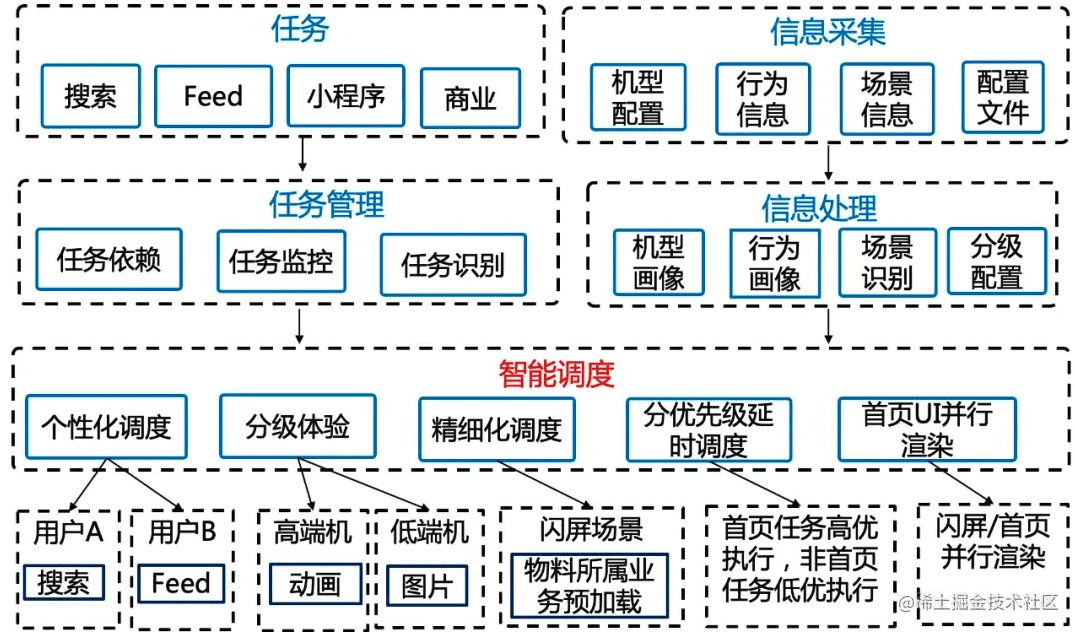 任务
搜索
Feed
小程序
商业
信息采集
机型
配置
行为
信息
场景
信息
配置
文件
任务管理
任务依赖
任务监控
任务识别
信息处理
机型
画像
行为
画像
场景
识别
分级
配置
智能调度
个性化调度
分级体验
精细化调度
分优先级延
时调度
首页UI并行
渲染
用户A
搜索
用户B
Feed
高端机
动画
低端机
图片
闪屏场景
物料所属业
务预加载
首页任务高优
执行，非首页
任务低优执行
闪屏/首页
并行渲染
@稀土掘金技术社区